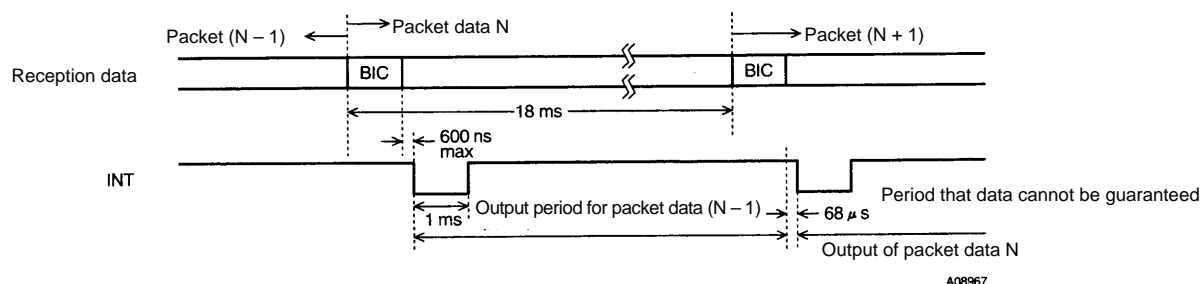 Packet (N – 1)
Packet data N
Packet (N + 1)
Reception data
BIC
BIC
18 ms
600 ns
max
INT
1 ms
Output period for packet data (N – 1)
68 μs
Period that data cannot be guaranteed
Output of packet data N
A08967